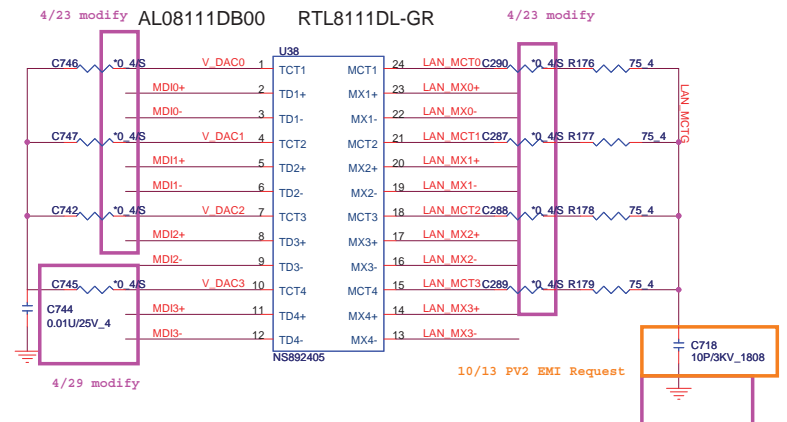 4/23 modify
AL08111DB00 RTL8111DL-GR
4/23 modify
U38
C746 *0_4/S V_DAC0 1 TCT1 MCT1 24 LAN_MCT0 C290 *0_4/S R176 75_4
MDI0+ 2 TD1+ MX1+ 23 LAN_MX0+
MDI0- 3 TD1- MX1- 22 LAN_MX0-
LAN_MCTG
C747 *0_4/S V_DAC1 4 TCT2 MCT2 21 LAN_MCT1 C287 *0_4/S R177 75_4
MDI1+ 5 TD2+ MX2+ 20 LAN_MX1+
MDI1- 6 TD2- MX2- 19 LAN_MX1-
C742 *0_4/S V_DAC2 7 TCT3 MCT3 18 LAN_MCT2 C288 *0_4/S R178 75_4
MDI2+ 8 TD3+ MX3+ 17 LAN_MX2+
MDI2- 9 TD3- MX3- 16 LAN_MX2-
C745 *0_4/S V_DAC3 10 TCT4 MCT4 15 LAN_MCT3 C289 *0_4/S R179 75_4
C744
0.01U/25V_4
MDI3+ 11 TD4+ MX4+ 14 LAN_MX3+
MDI3- 12 TD4- MX4- 13 LAN_MX3-
NS892405
C718
10P/3KV_1808
10/13 PV2 EMI Request
4/29 modify